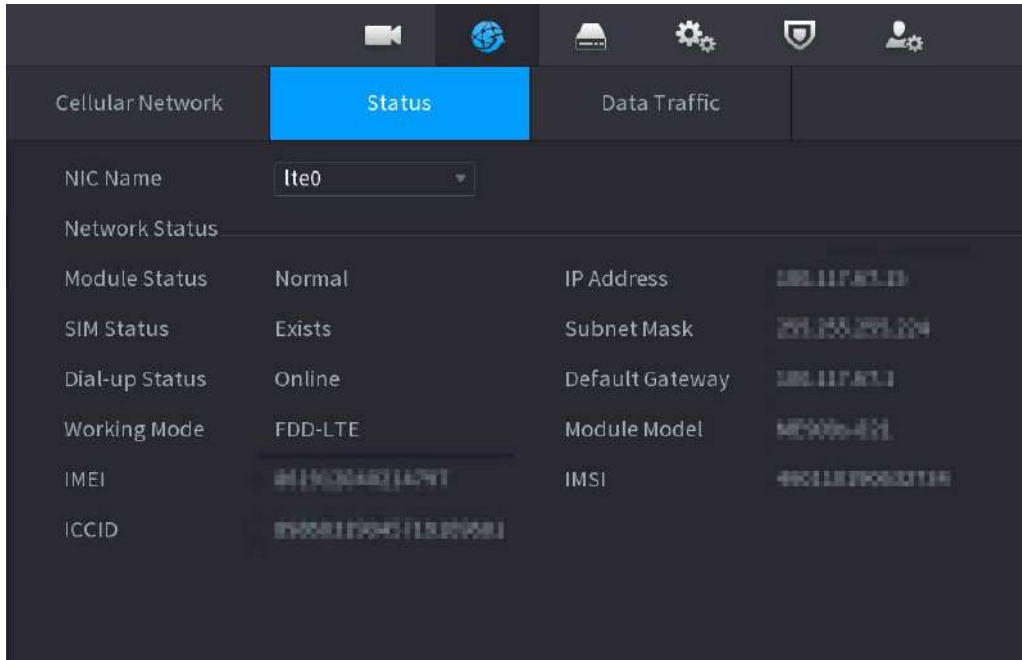 Cellular Network Status Data Traffic
NIC Name lte0
Network Status
Module Status Normal IP Address
SIM Status Exists Subnet Mask
Dial-up Status Online Default Gateway
Working Mode FDD-LTE Module Model
IMEI IMSI
ICCID